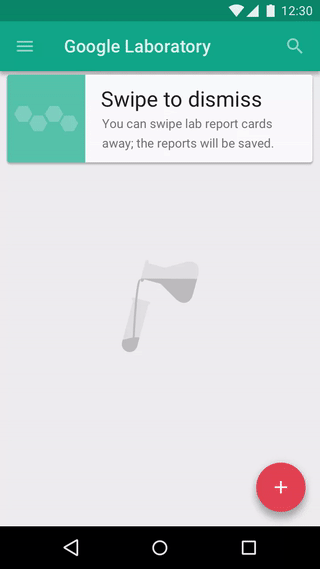 12:30
Google Laboratory
Swipe to dismiss
You can swipe lab report cards
away; the reports will be saved.